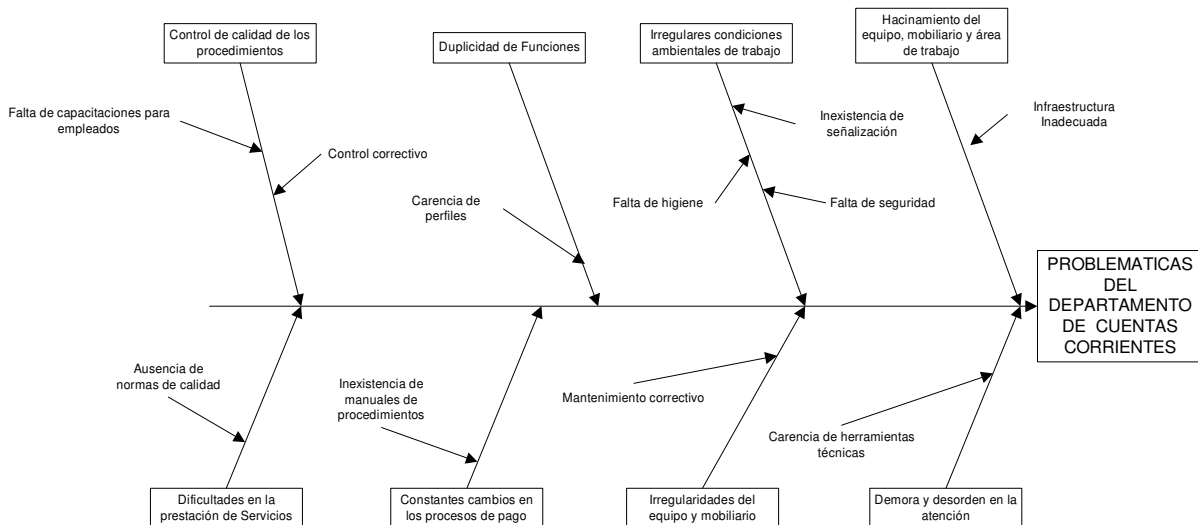 Control de calidad de los
procedimientos
Duplicidad de Funciones
Irregulares condiciones
ambientales de trabajo
Hacinamiento del
equipo, mobiliario y área
de trabajo
Falta de capacitaciones para
empleados
Control correctivo
Carencia de
perfiles
Inexistencia de
señalización
Falta de higiene
Falta de seguridad
Infraestructura
Inadecuada
PROBLEMATICAS
DEL
DEPARTAMENTO
DE CUENTAS
CORRIENTES
Ausencia de
normas de calidad
Inexistencia de
manuales de
procedimientos
Mantenimiento correctivo
Carencia de herramientas
técnicas
Dificultades en la
prestación de Servicios
Constantes cambios en
los procesos de pago
Irregularidades del
equipo y mobiliario
Demora y desorden en la
atención